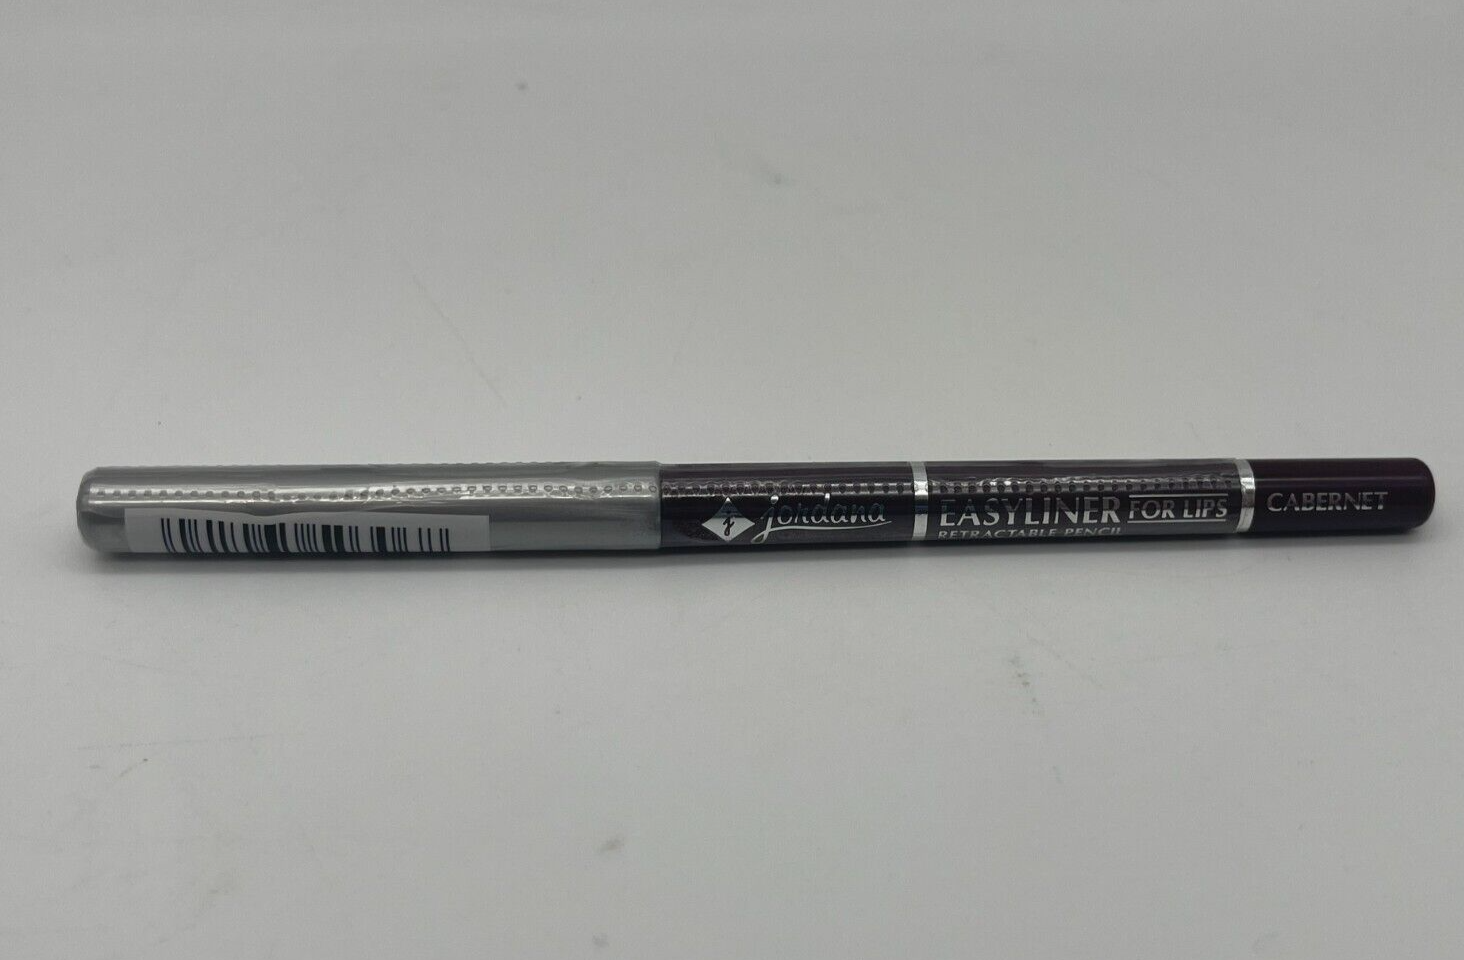 jordana
EASYLINER FOR LIPS
RETRACTABLE PENCIL
CABERNET